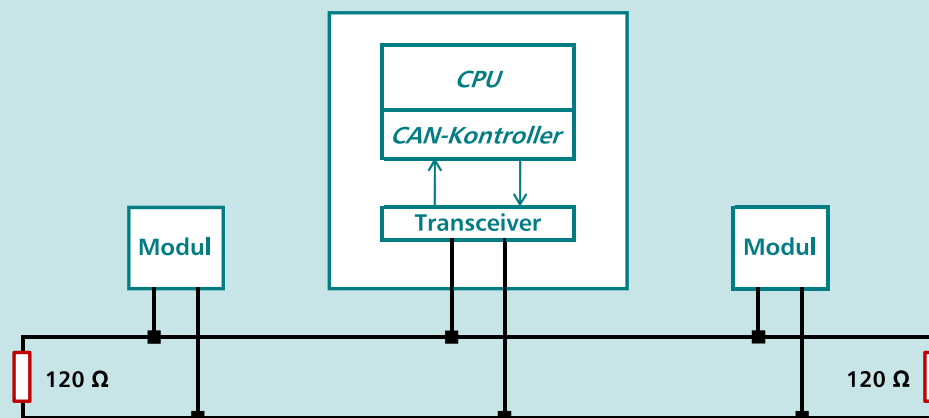 CPU
CAN-Kontroller
Transceiver
Modul
Modul
120 Ω
120 Ω